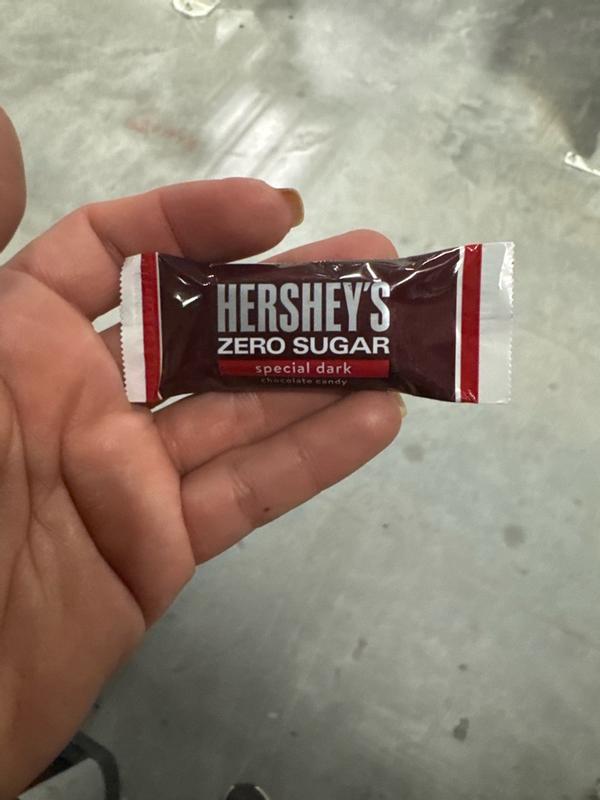 HERSHEY'S
ZERO SUGAR
special dark
chocolate candy